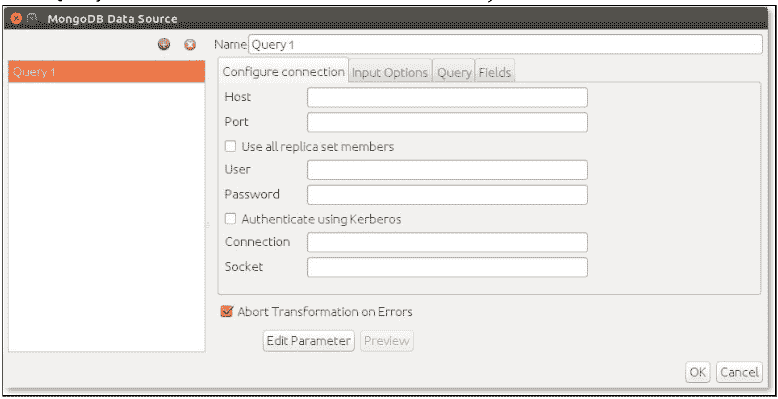 MongoDB Data Source
Name Query 1
Query 1
Configure connection Input Options Query Fields
Host
Port
Use all replica set members
User
Password
Authenticate using Kerberos
Connection
Socket
Abort Transformation on Errors
Edit Parameter Preview
OK Cancel